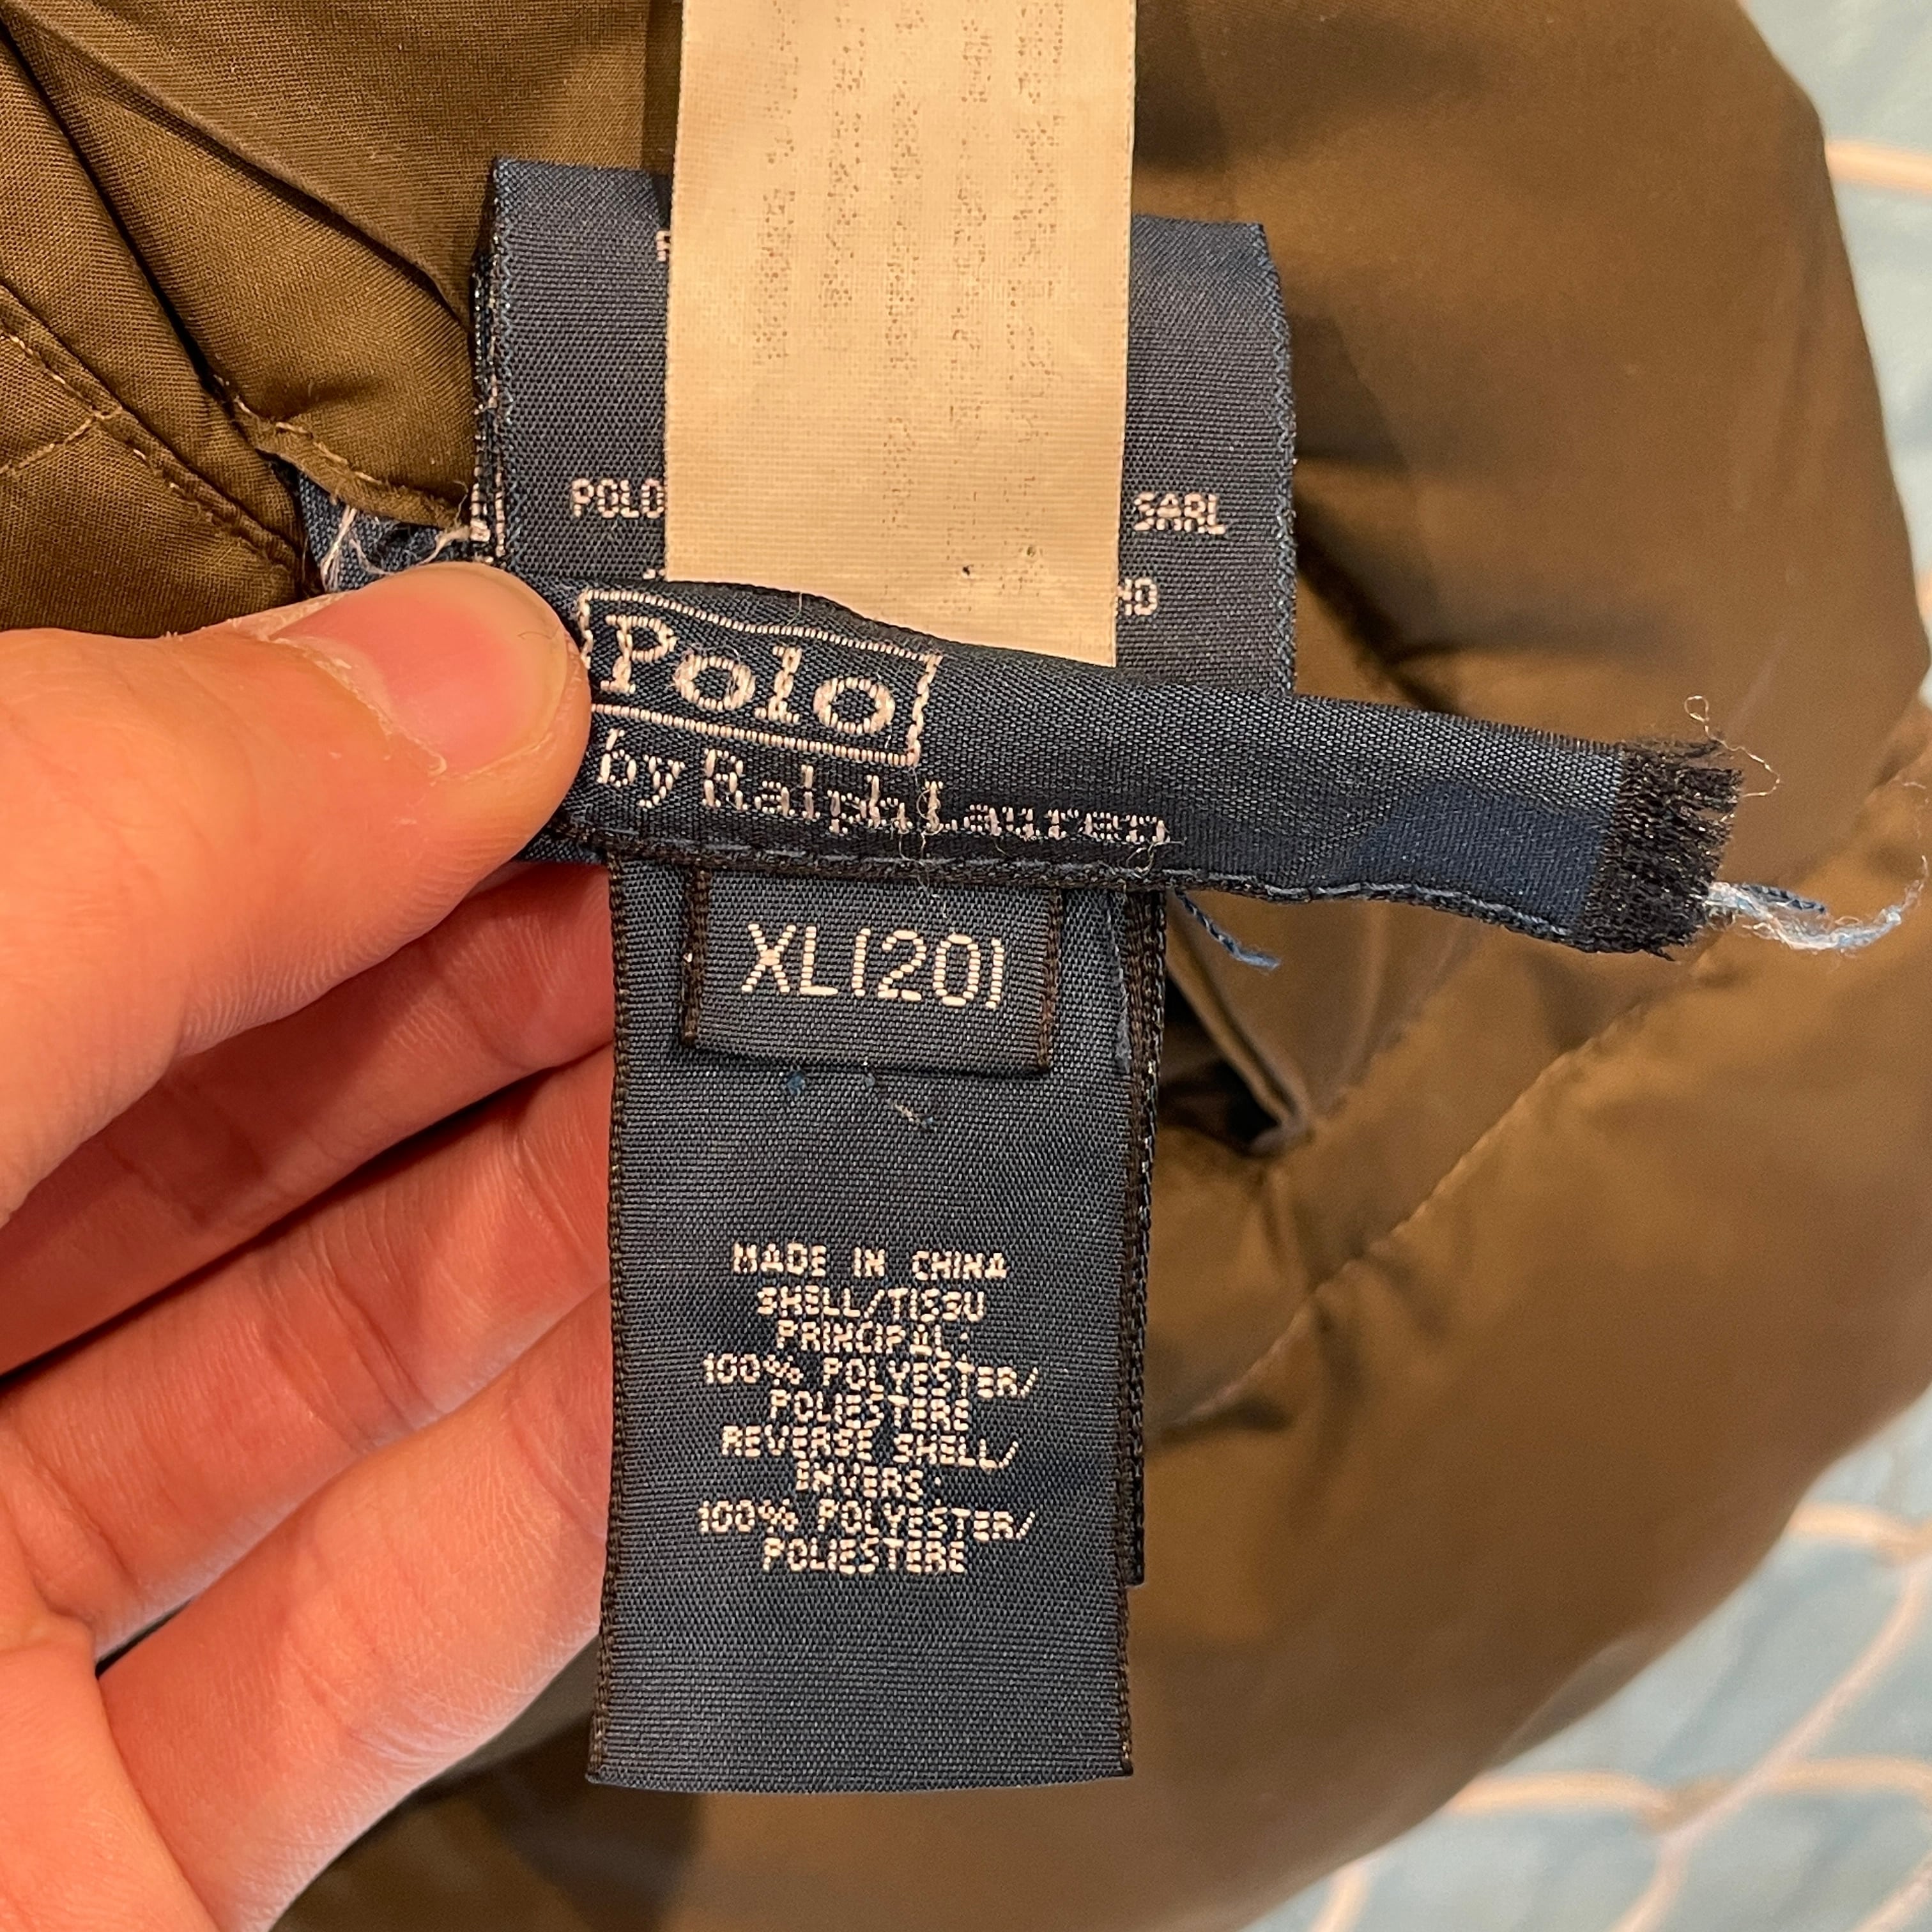 POLO SARL
Polo
by Ralph Lauren
XL(20)
MADE IN CHINA
SHELL/TISSU
PRINCIPAL:
100% POLYESTER/
POLIESTERE
REVERSE SHELL/
ENVERS:
100% POLYESTER/
POLIESTERE